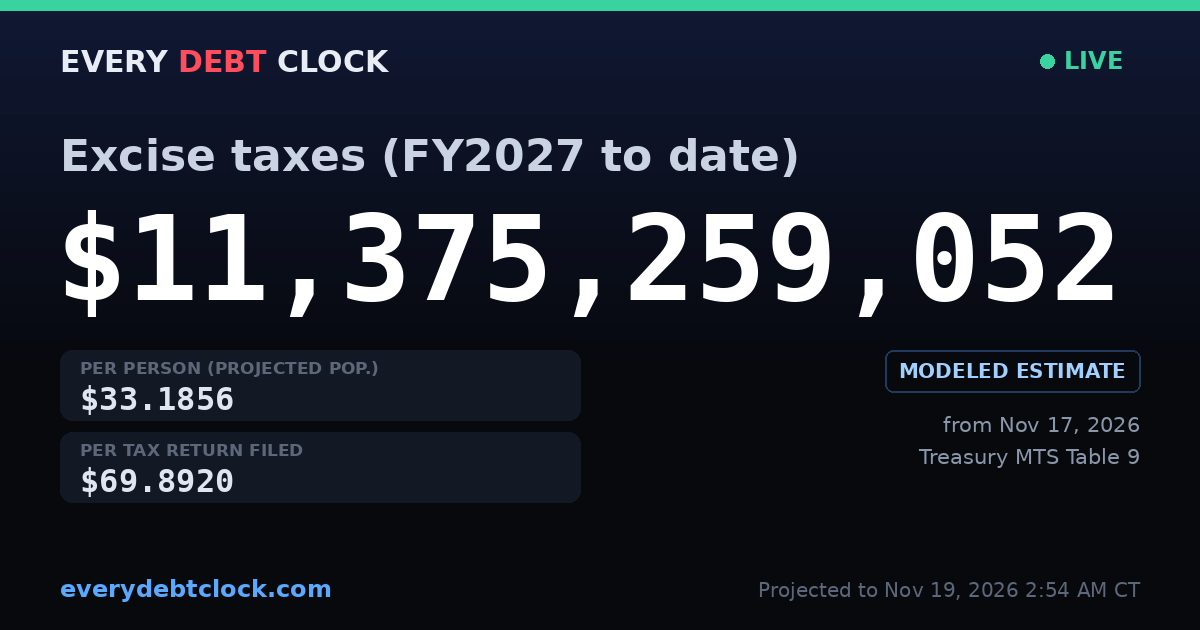 EVERY DEBT CLOCK
LIVE
Excise taxes (FY2027 to date)
$11,375,259,052
PER PERSON (PROJECTED POP.)
$33.1856
PER TAX RETURN FILED
$69.8920
MODELED ESTIMATE
from Nov 17, 2026
Treasury MTS Table 9
everydebtclock.com
Projected to Nov 19, 2026 2:54 AM CT